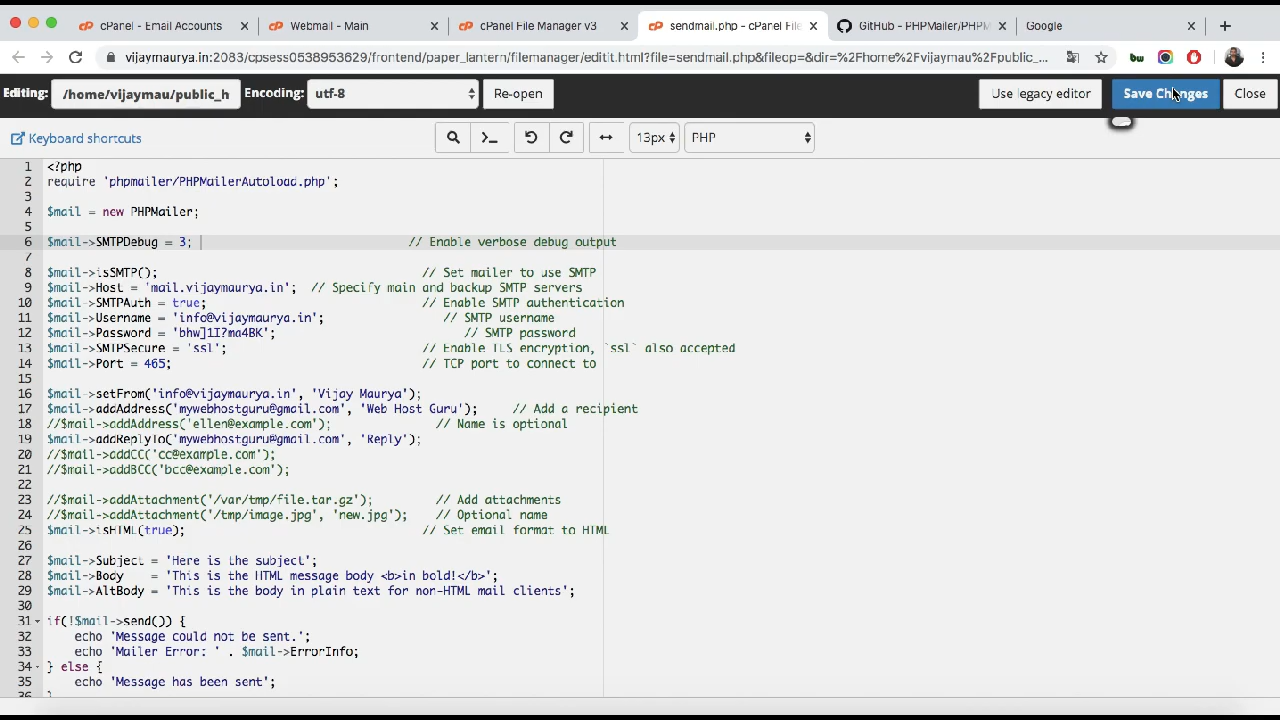 cPanel - Email Accounts
Webmail - Main
cPanel File Manager v3
sendmail.php - cPanel File
GitHub - PHPMailer/PHPM
Google
vijaymaurya.in:2083/cpsess0538953629/frontend/paper_lantern/filemanager/editit.html?file=sendmail.php&fileop=&dir=%2Fhome%2Fvijaymau%2Fpublic_...
Editing: /home/vijaymau/public_h Encoding: utf-8 Re-open Use legacy editor Save Changes Close
Keyboard shortcuts 13px PHP
1 <?php
2 require 'phpmailer/PHPMailerAutoload.php';
3
4 $mail = new PHPMailer;
5
6 $mail->SMTPDebug = 3; // Enable verbose debug output
7
8 $mail->isSMTP(); // Set mailer to use SMTP
9 $mail->Host = 'mail.vijaymaurya.in'; // Specify main and backup SMTP servers
10 $mail->SMTPAuth = true; // Enable SMTP authentication
11 $mail->Username = 'info@vijaymaurya.in'; // SMTP username
12 $mail->Password = 'bhw]1I?ma4BK'; // SMTP password
13 $mail->SMTPSecure = 'ssl'; // Enable TLS encryption, `ssl` also accepted
14 $mail->Port = 465; // TCP port to connect to
15
16 $mail->setFrom('info@vijaymaurya.in', 'Vijay Maurya');
17 $mail->addAddress('mywebhostguru@gmail.com', 'Web Host Guru'); // Add a recipient
18 //$mail->addAddress('ellen@example.com'); // Name is optional
19 $mail->addReplyTo('mywebhostguru@gmail.com', 'Reply');
20 //$mail->addCC('cc@example.com');
21 //$mail->addBCC('bcc@example.com');
22
23 //$mail->addAttachment('/var/tmp/file.tar.gz'); // Add attachments
24 //$mail->addAttachment('/tmp/image.jpg', 'new.jpg'); // Optional name
25 $mail->isHTML(true); // Set email format to HTML
26
27 $mail->Subject = 'Here is the subject';
28 $mail->Body = 'This is the HTML message body <b>in bold!</b>';
29 $mail->AltBody = 'This is the body in plain text for non-HTML mail clients';
30
31 if(!$mail->send()) {
32 echo 'Message could not be sent.';
33 echo 'Mailer Error: ' . $mail->ErrorInfo;
34 } else {
35 echo 'Message has been sent';
36 }